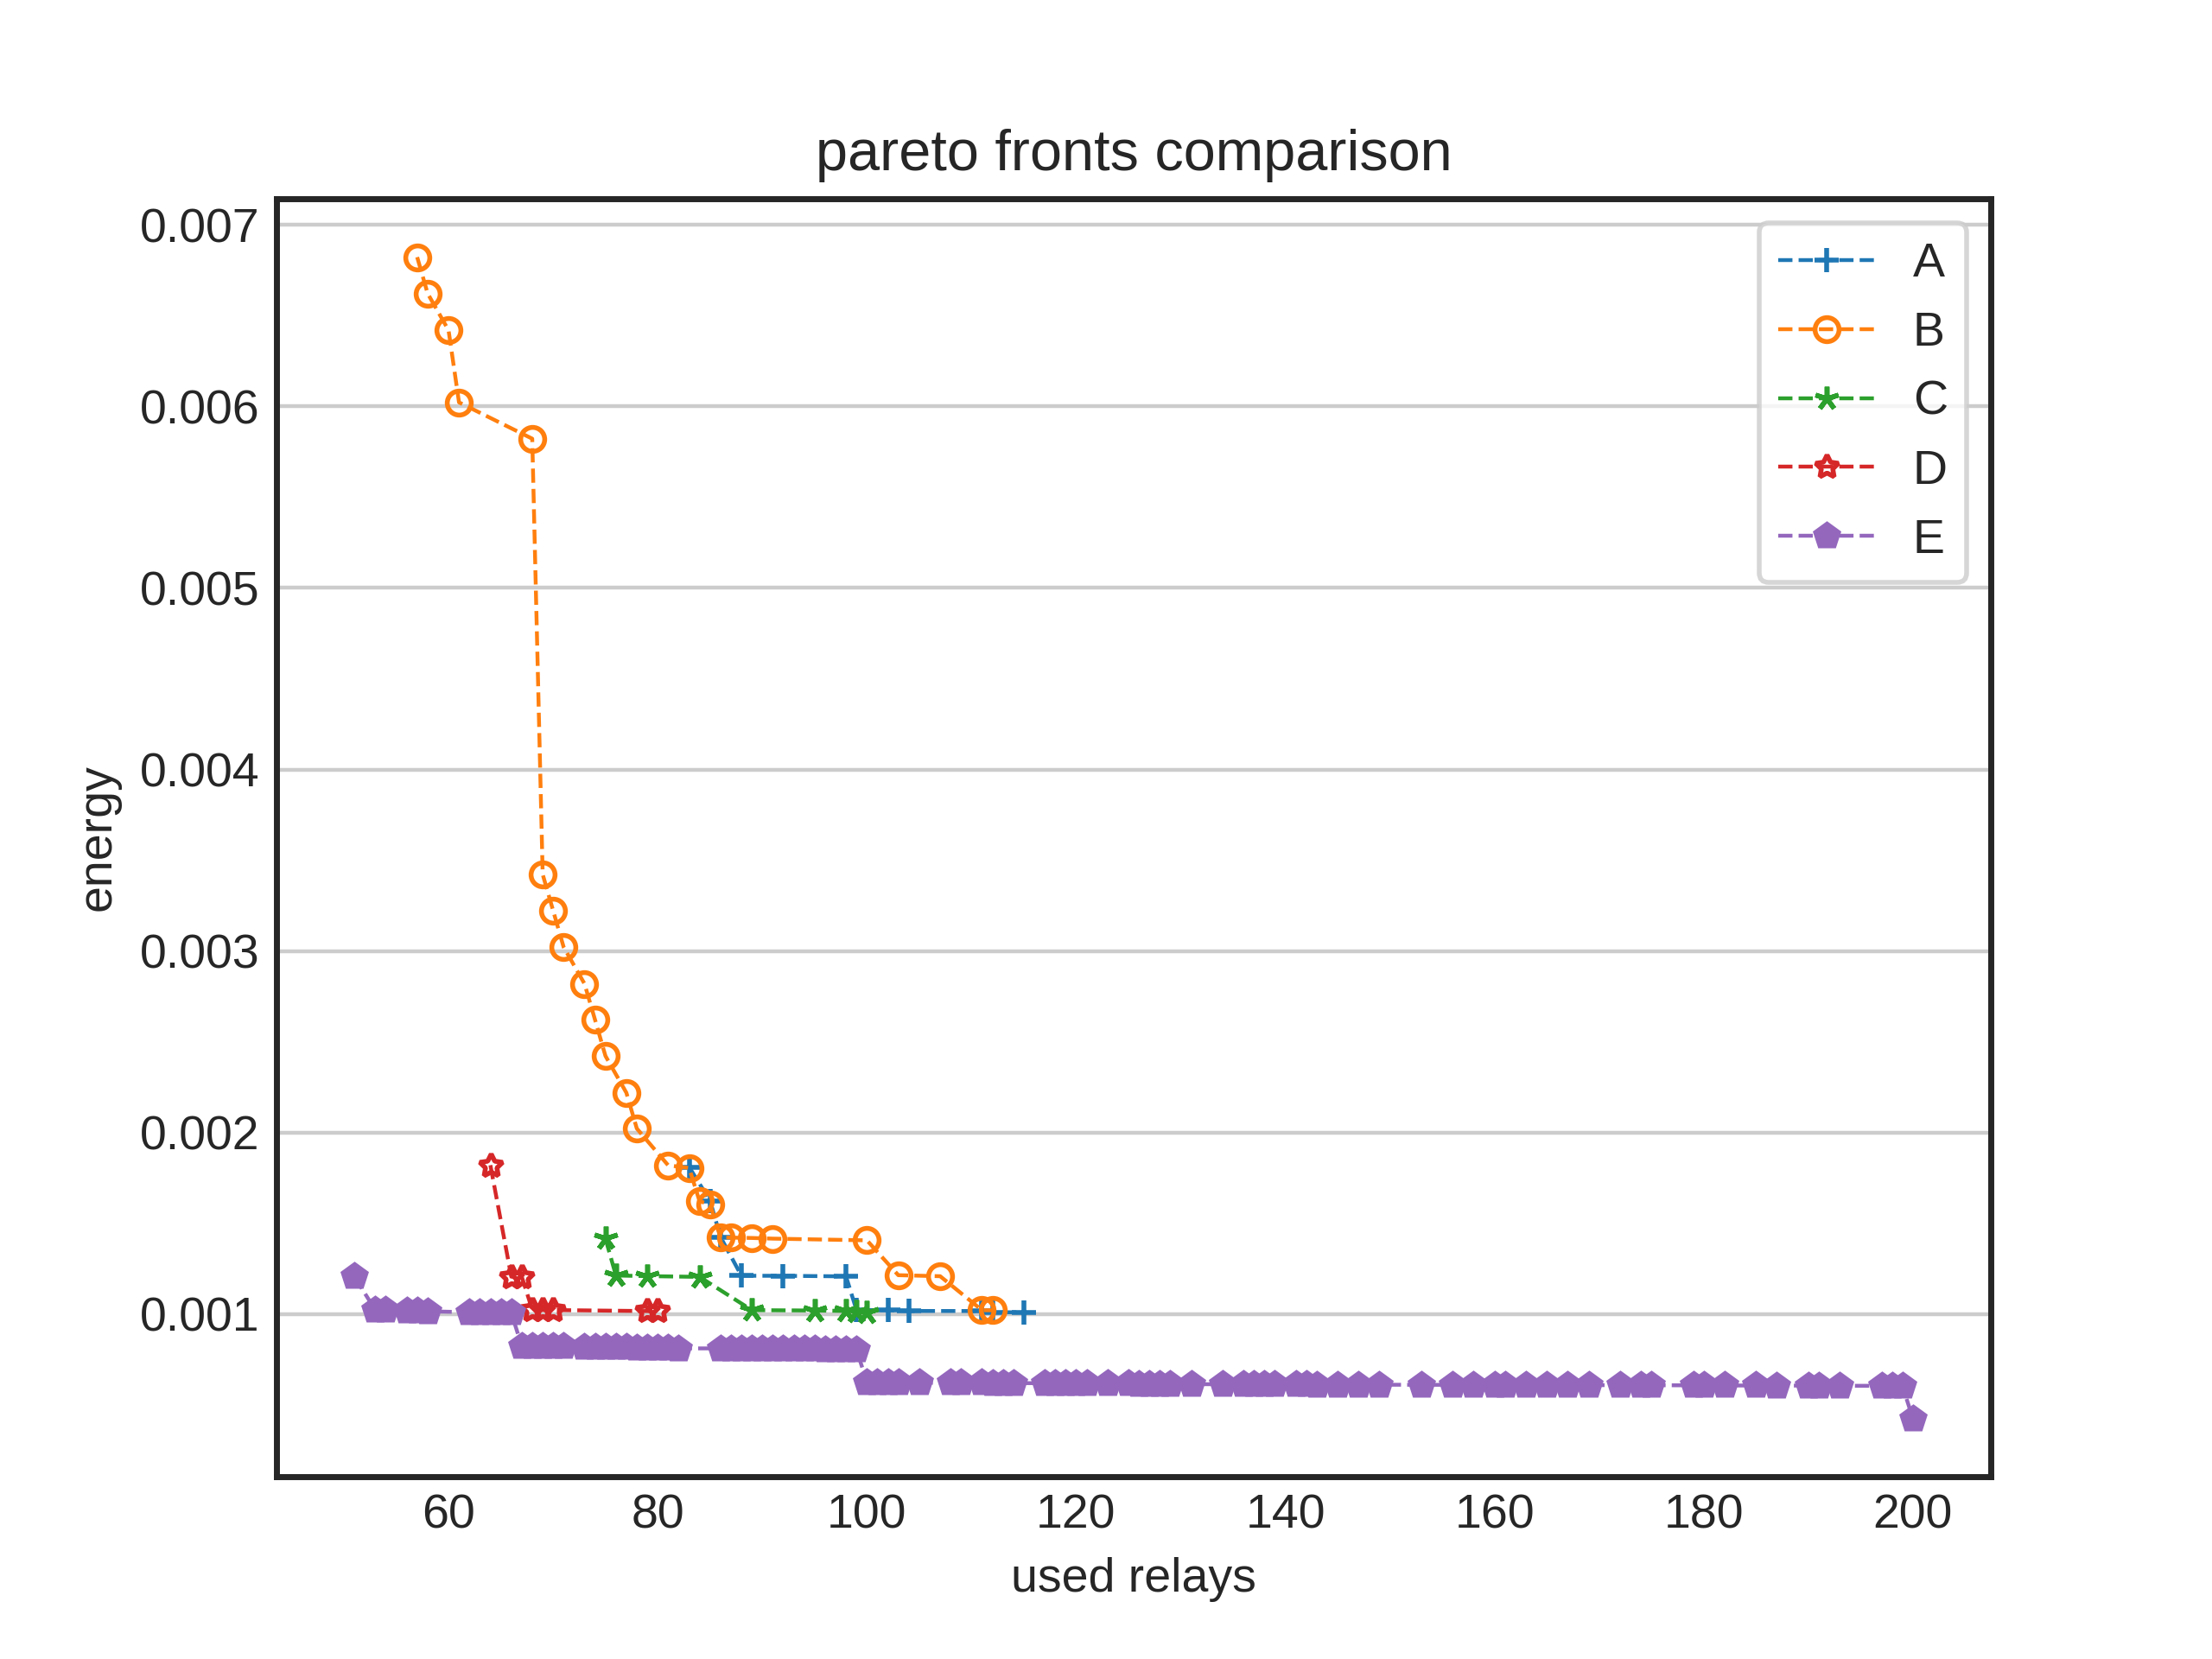 pareto fronts comparison
0.007
0.006
0.005
0.004
0.003
0.002
0.001
energy
A
B
C
D
E
60 80 100 120 140 160 180 200
used relays